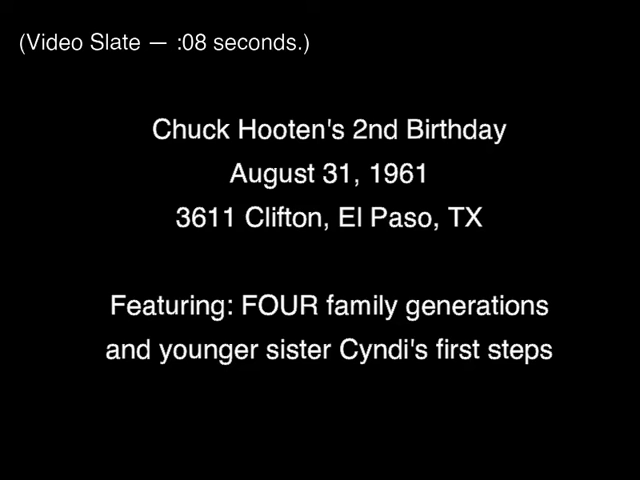 (Video Slate — :08 seconds.)
Chuck Hooten's 2nd Birthday
August 31, 1961
3611 Clifton, El Paso, TX
Featuring: FOUR family generations
and younger sister Cyndi's first steps